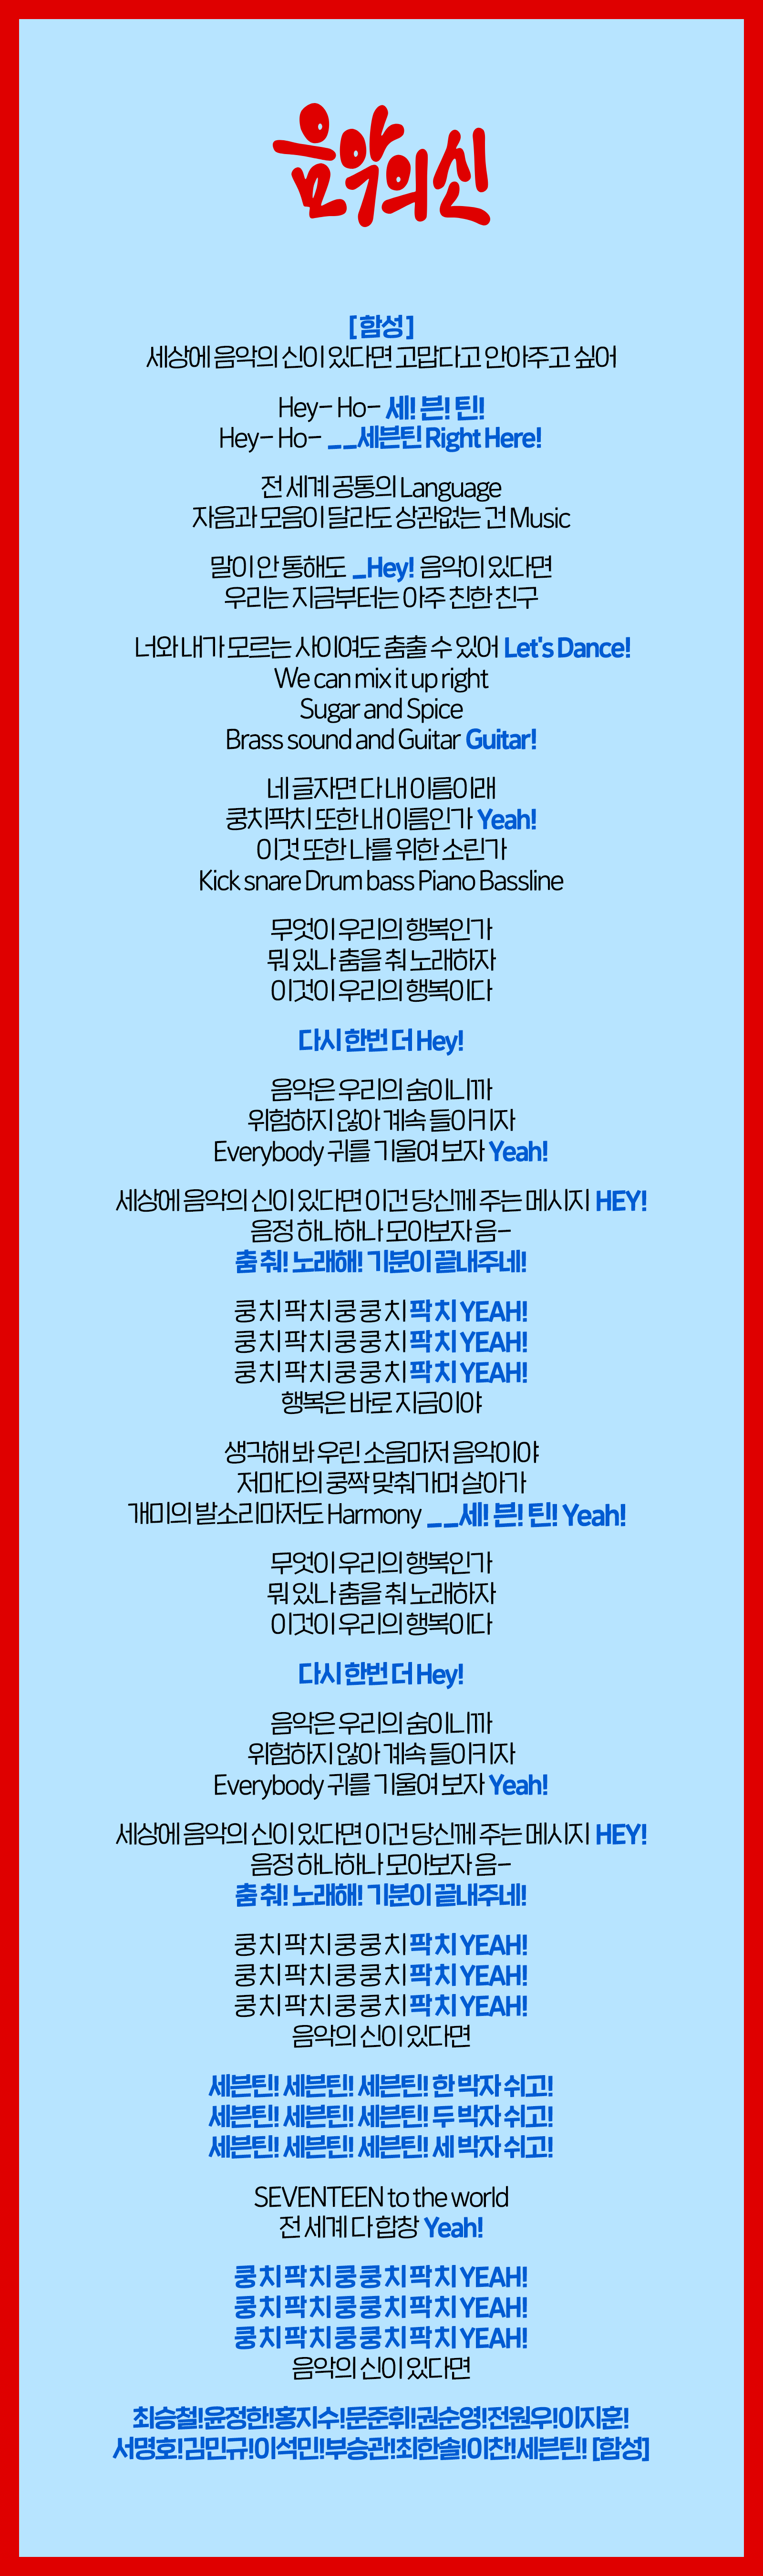 음악의신
[함성]
세상에 음악의 신이 있다면 고맙다고 안아주고 싶어
Hey- Ho- 세! 븐! 틴!
Hey- Ho- __세븐틴 Right Here!
전 세계 공통의 Language
자음과 모음이 달라도 상관없는 건 Music
말이 안 통해도 _Hey! 음악이 있다면
우리는 지금부터는 아주 친한 친구
너와 내가 모르는 사이여도 춤출 수 있어 Let's Dance!
We can mix it up right
Sugar and Spice
Brass sound and Guitar Guitar!
네 글자면 다 내 이름이래
쿵치팍치 또한 내 이름인가 Yeah!
이것 또한 나를 위한 소린가
Kick snare Drum bass Piano Bassline
무엇이 우리의 행복인가
뭐 있나 춤을 춰 노래하자
이것이 우리의 행복이다
다시 한번 더 Hey!
음악은 우리의 숨이니까
위험하지 않아 계속 들이키자
Everybody 귀를 기울여 보자 Yeah!
세상에 음악의 신이 있다면 이건 당신께 주는 메시지 HEY!
음정 하나하나 모아보자 음-
춤 춰! 노래해! 기분이 끝내주네!
쿵 치 팍 치 쿵 쿵 치 팍 치 YEAH!
쿵 치 팍 치 쿵 쿵 치 팍 치 YEAH!
쿵 치 팍 치 쿵 쿵 치 팍 치 YEAH!
행복은 바로 지금이야
생각해 봐 우린 소음마저 음악이야
저마다의 쿵짝 맞춰가며 살아가
개미의 발소리마저도 Harmony __세! 븐! 틴! Yeah!
무엇이 우리의 행복인가
뭐 있나 춤을 춰 노래하자
이것이 우리의 행복이다
다시 한번 더 Hey!
음악은 우리의 숨이니까
위험하지 않아 계속 들이키자
Everybody 귀를 기울여 보자 Yeah!
세상에 음악의 신이 있다면 이건 당신께 주는 메시지 HEY!
음정 하나하나 모아보자 음-
춤 춰! 노래해! 기분이 끝내주네!
쿵 치 팍 치 쿵 쿵 치 팍 치 YEAH!
쿵 치 팍 치 쿵 쿵 치 팍 치 YEAH!
쿵 치 팍 치 쿵 쿵 치 팍 치 YEAH!
음악의 신이 있다면
세븐틴! 세븐틴! 세븐틴! 한 박자 쉬고!
세븐틴! 세븐틴! 세븐틴! 두 박자 쉬고!
세븐틴! 세븐틴! 세븐틴! 세 박자 쉬고!
SEVENTEEN to the world
전 세계 다 합창 Yeah!
쿵 치 팍 치 쿵 쿵 치 팍 치 YEAH!
쿵 치 팍 치 쿵 쿵 치 팍 치 YEAH!
쿵 치 팍 치 쿵 쿵 치 팍 치 YEAH!
음악의 신이 있다면
최승철!윤정한!홍지수!문준휘!권순영!전원우!이지훈!
서명호!김민규!이석민!부승관!최한솔!이찬!세븐틴! [함성]